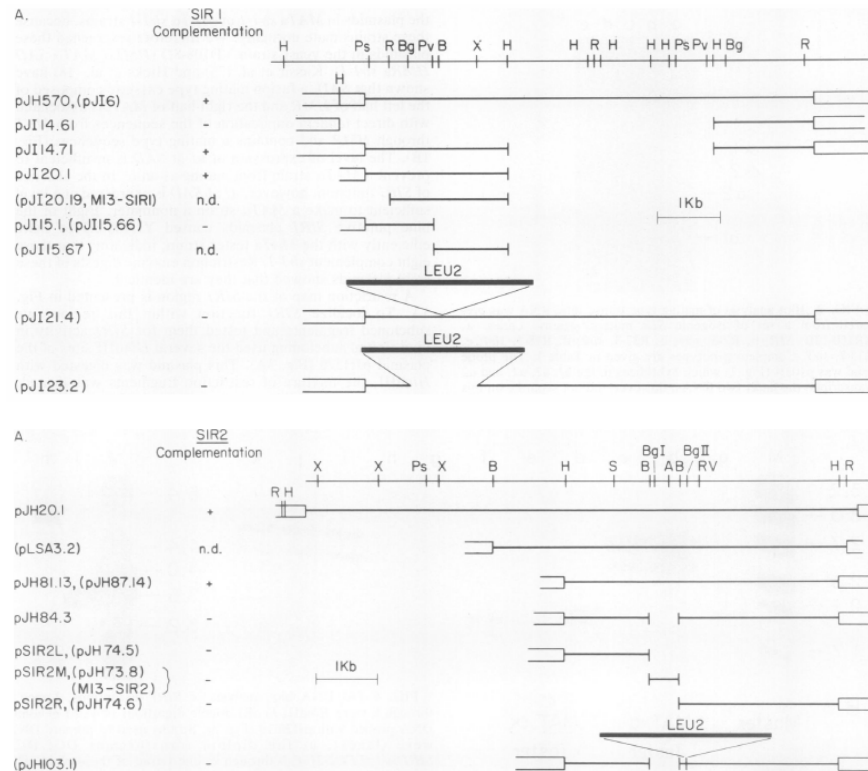 A.
SIR 1
Complementation
H Ps R Bg Pv B X H H R H H H Ps Pv H Bg R
H
pJH570, (pJI6) +
pJI14.61 -
pJI14.71 +
pJI20.1 +
(pJI20.19, M13-SIR1) n.d.
1Kb
pJI15.1, (pJI15.66) -
(pJI15.67) n.d.
LEU2
(pJI21.4) -
LEU2
(pJI23.2) -
A.
SIR2
Complementation
BgI BgII
X X Ps X B H S B A B R V H R
R H
pJH20.1 +
(pLSA3.2) n.d.
pJH81.13, (pJH87.14) +
pJH84.3 -
pSIR2L, (pJH74.5) -
pSIR2M, (pJH73.8)
(M13-SIR2) } -
1Kb
pSIR2R, (pJH74.6) -
LEU2
(pJH103.1) -